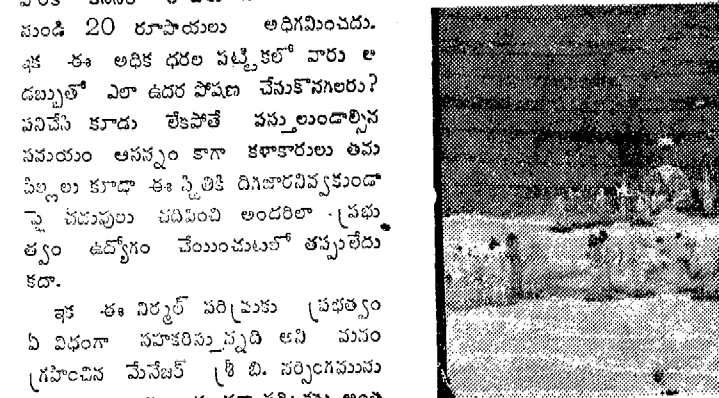 నుండి 20 రూపాయలు అధిగమించదు.
ఇక ఈ అధిక ధరల పట్టికలో వారు ఆ
డబ్బుతో ఎలా ఉదర పోషణ చేసుకొనగలరు?
పనిచేసి కూడు లేకపోతే పస్తులుండాల్సిన
సమయం ఆసన్నం కాగా కళాకారులు తమ
పిల్లలు కూడా ఈ స్థితికి దిగజారనివ్వకుండా
పై చదువులు చదివించి అందరిలా ప్రభు
త్వం ఉద్యోగం చేయించుటలో తప్పులేదు
కదా.
ఇక ఈ నిర్మల్ పరిశ్రమకు ప్రభత్వం
ఏ విధంగా సహకరిస్తున్నది అని మనం
గ్రహించిన మేనేజర్ శ్రీ బి. నర్సింగమును